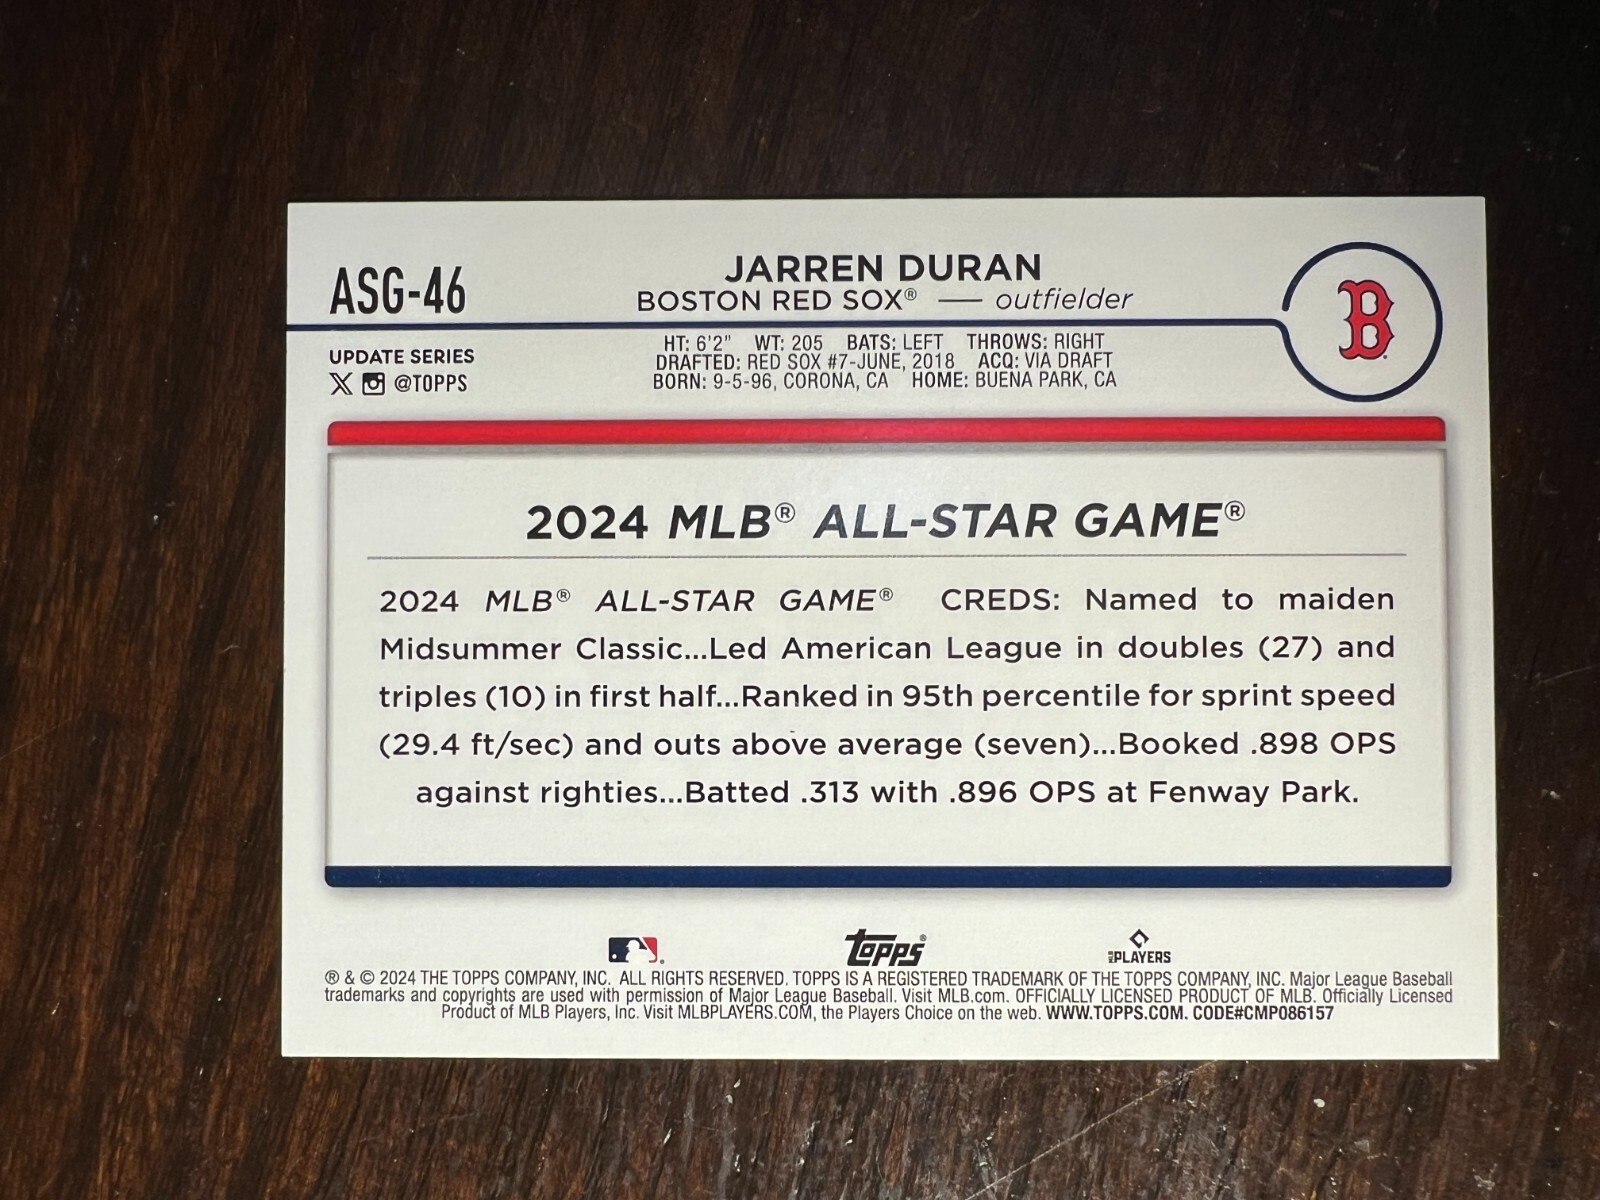 ASG-46
JARREN DURAN
BOSTON RED SOX® — outfielder
B
UPDATE SERIES
X @TOPPS
HT: 6'2" WT: 205 BATS: LEFT THROWS: RIGHT
DRAFTED: RED SOX #7-JUNE, 2018 ACQ: VIA DRAFT
BORN: 9-5-96, CORONA, CA HOME: BUENA PARK, CA
2024 MLB® ALL-STAR GAME®
2024 MLB® ALL-STAR GAME® CREDS: Named to maiden
Midsummer Classic...Led American League in doubles (27) and
triples (10) in first half...Ranked in 95th percentile for sprint speed
(29.4 ft/sec) and outs above average (seven)...Booked .898 OPS
against righties...Batted .313 with .896 OPS at Fenway Park.
topps®
PLAYERS
® & © 2024 THE TOPPS COMPANY, INC. ALL RIGHTS RESERVED. TOPPS IS A REGISTERED TRADEMARK OF THE TOPPS COMPANY, INC. Major League Baseball
trademarks and copyrights are used with permission of Major League Baseball. Visit MLB.com. OFFICIALLY LICENSED PRODUCT OF MLB. Officially Licensed
Product of MLB Players, Inc. Visit MLBPLAYERS.COM, the Players Choice on the web. WWW.TOPPS.COM. CODE#CMP086157